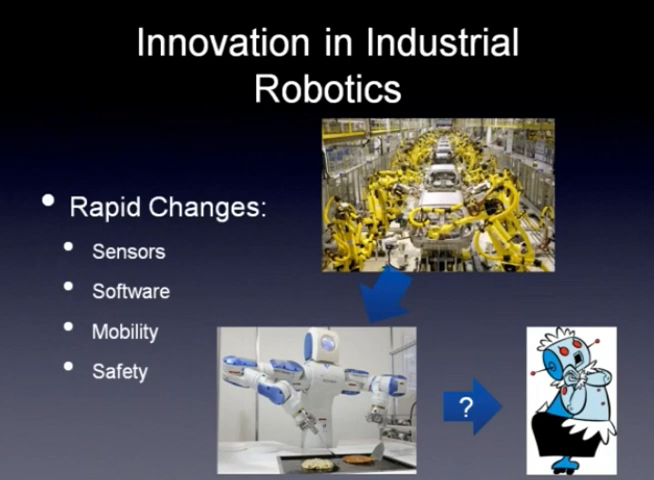 Innovation in Industrial
Robotics
• Rapid Changes:
• Sensors
• Software
• Mobility
• Safety
?